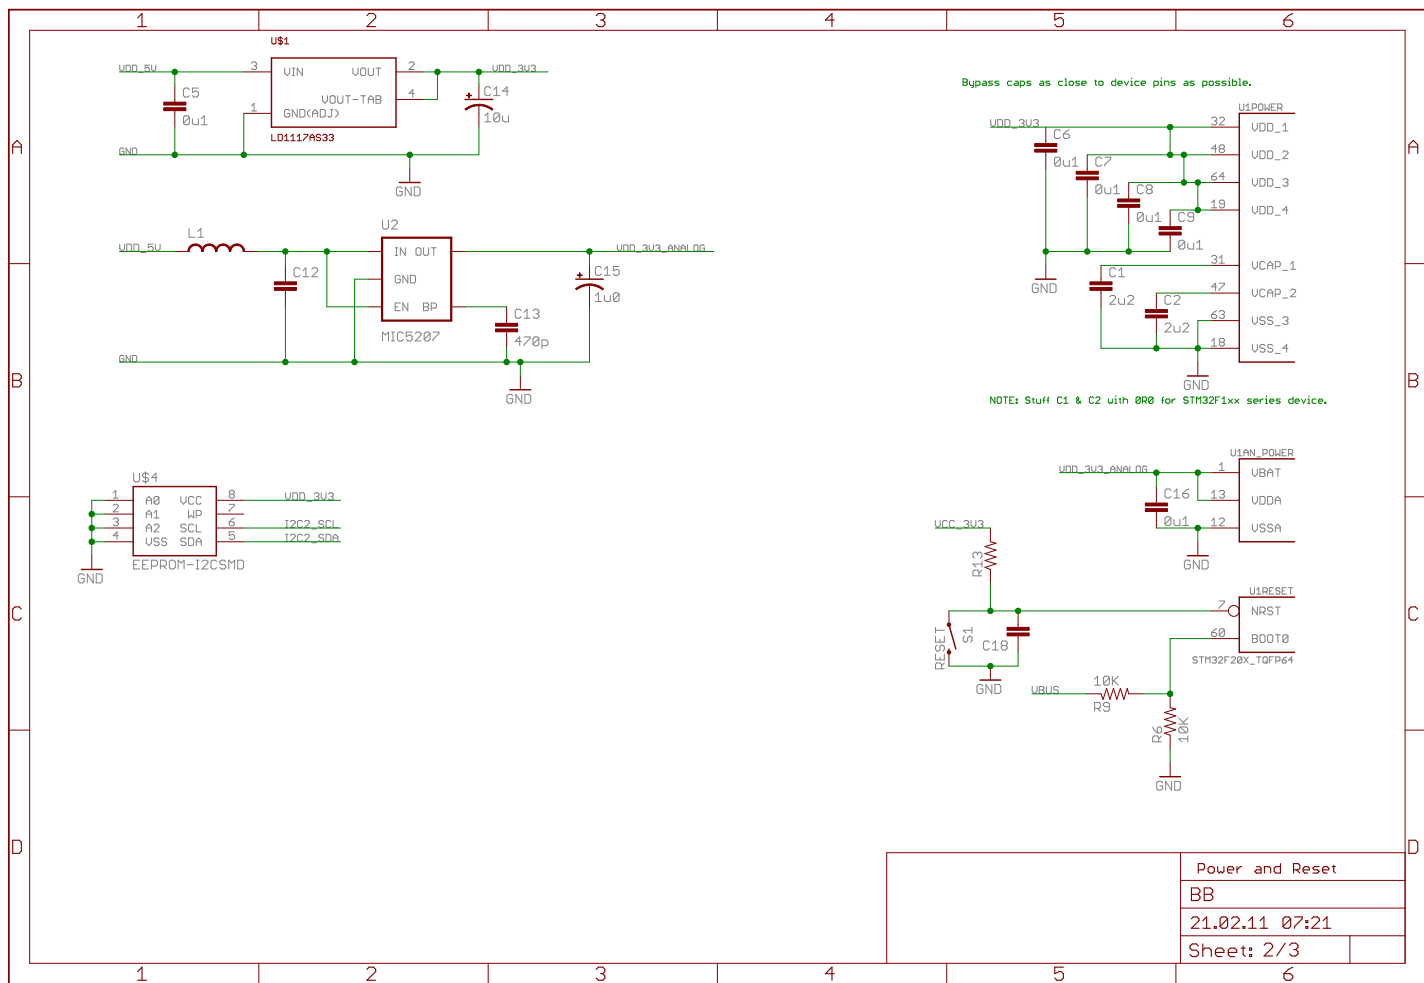 1 2 3 4 5 6
A
B
C
D
A
B
C
D
1 2 3 4 5 6
U$1
VDD_5V
3
VIN
VOUT
2
VDD_3V3
VOUT-TAB
4
1
GND(ADJ)
LD1117AS33
C5
0u1
C14
10u
GND
GND
VDD_5V
L1
U2
IN OUT
GND
EN BP
MIC5207
VDD_3V3_ANALOG
C12
C15
1u0
C13
470p
GND
GND
U$4
1 A0 VCC 8 VDD_3V3
2 A1 WP 7
3 A2 SCL 6 I2C2_SCL
4 VSS SDA 5 I2C2_SDA
EEPROM-I2CSMD
GND
Bypass caps as close to device pins as possible.
U1POWER
VDD_3V3
32 VDD_1
48 VDD_2
64 VDD_3
19 VDD_4
31 VCAP_1
47 VCAP_2
63 VSS_3
18 VSS_4
C6
0u1
C7
0u1
C8
0u1
C9
0u1
GND
C1
2u2
C2
2u2
GND
NOTE: Stuff C1 & C2 with 0R0 for STM32F1xx series device.
U1AN_POWER
VDD_3V3_ANALOG
1 VBAT
13 VDDA
12 VSSA
C16
0u1
GND
VCC_3V3
R13
U1RESET
7 NRST
60 BOOT0
STM32F20X_TQFP64
RESET
S1
C18
GND
VBUS
10K
R9
R6
10K
GND
Power and Reset
BB
21.02.11 07:21
Sheet: 2/3